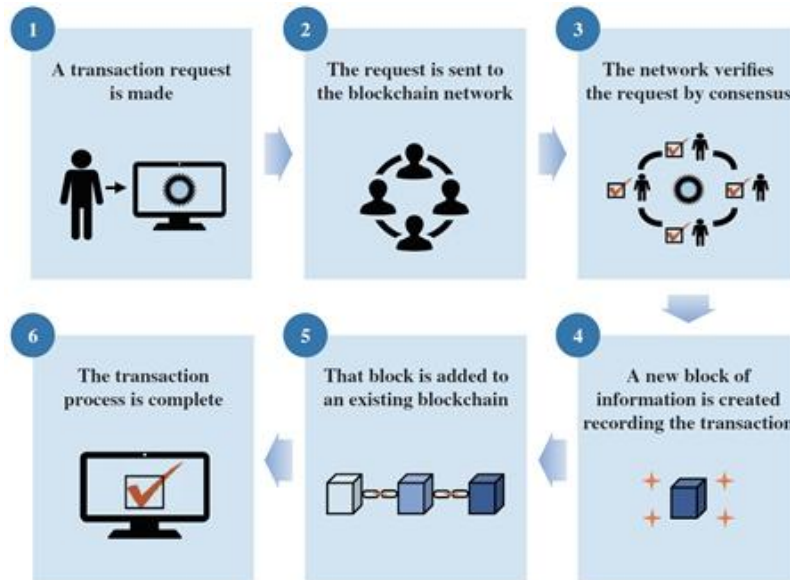 1
A transaction request
is made
2
The request is sent to
the blockchain network
3
The network verifies
the request by consensus
4
A new block of
information is created
recording the transaction
5
That block is added to
an existing blockchain
6
The transaction
process is complete